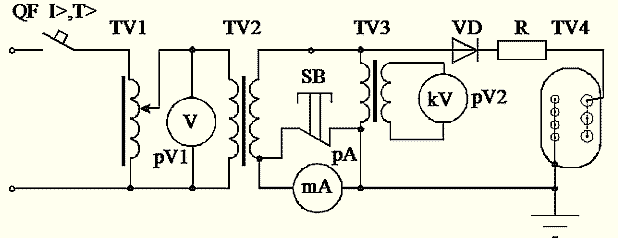 QF I>,T> TV1 TV2 TV3 VD R TV4
SB
V kV pV2
pV1 pA
mA